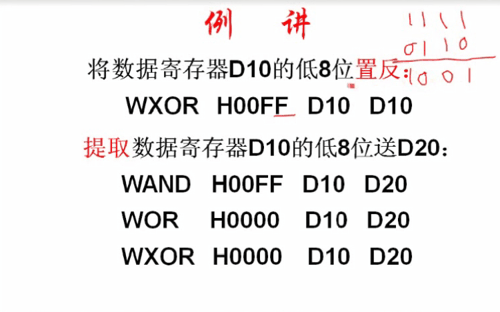 例 讲
1111
0110
1001
将数据寄存器D10的低8位置反：
WXOR H00FF D10 D10
提取数据寄存器D10的低8位送D20：
WAND H00FF D10 D20
WOR H0000 D10 D20
WXOR H0000 D10 D20